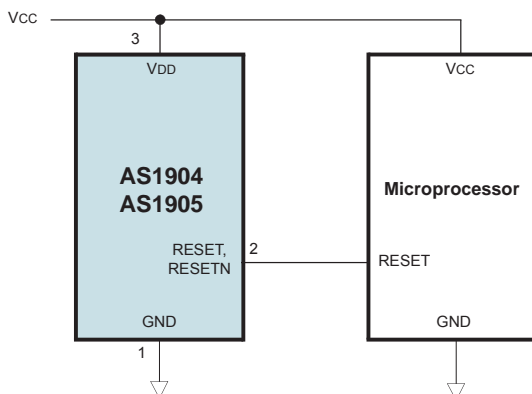 VCC
3
VDD
VCC
AS1904
AS1905
Microprocessor
RESET,
RESETN
2
RESET
GND
GND
1